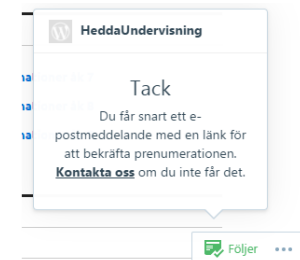 HeddaUndervisning
Tack
Du får snart ett e-
postmeddelande med en länk för
att bekräfta prenumerationen.
Kontakta oss om du inte får det.
Följer